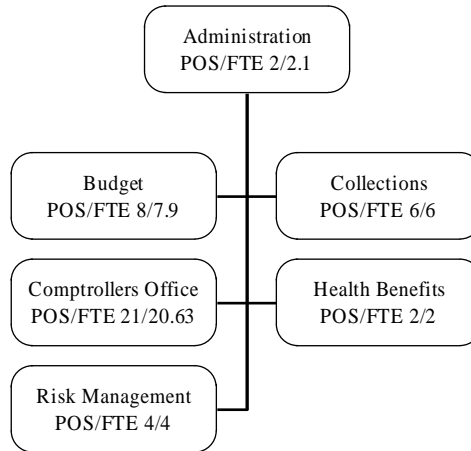 Administration
POS/FTE 2/2.1
Budget
POS/FTE 8/7.9
Collections
POS/FTE 6/6
Comptrollers Office
POS/FTE 21/20.63
Health Benefits
POS/FTE 2/2
Risk Management
POS/FTE 4/4